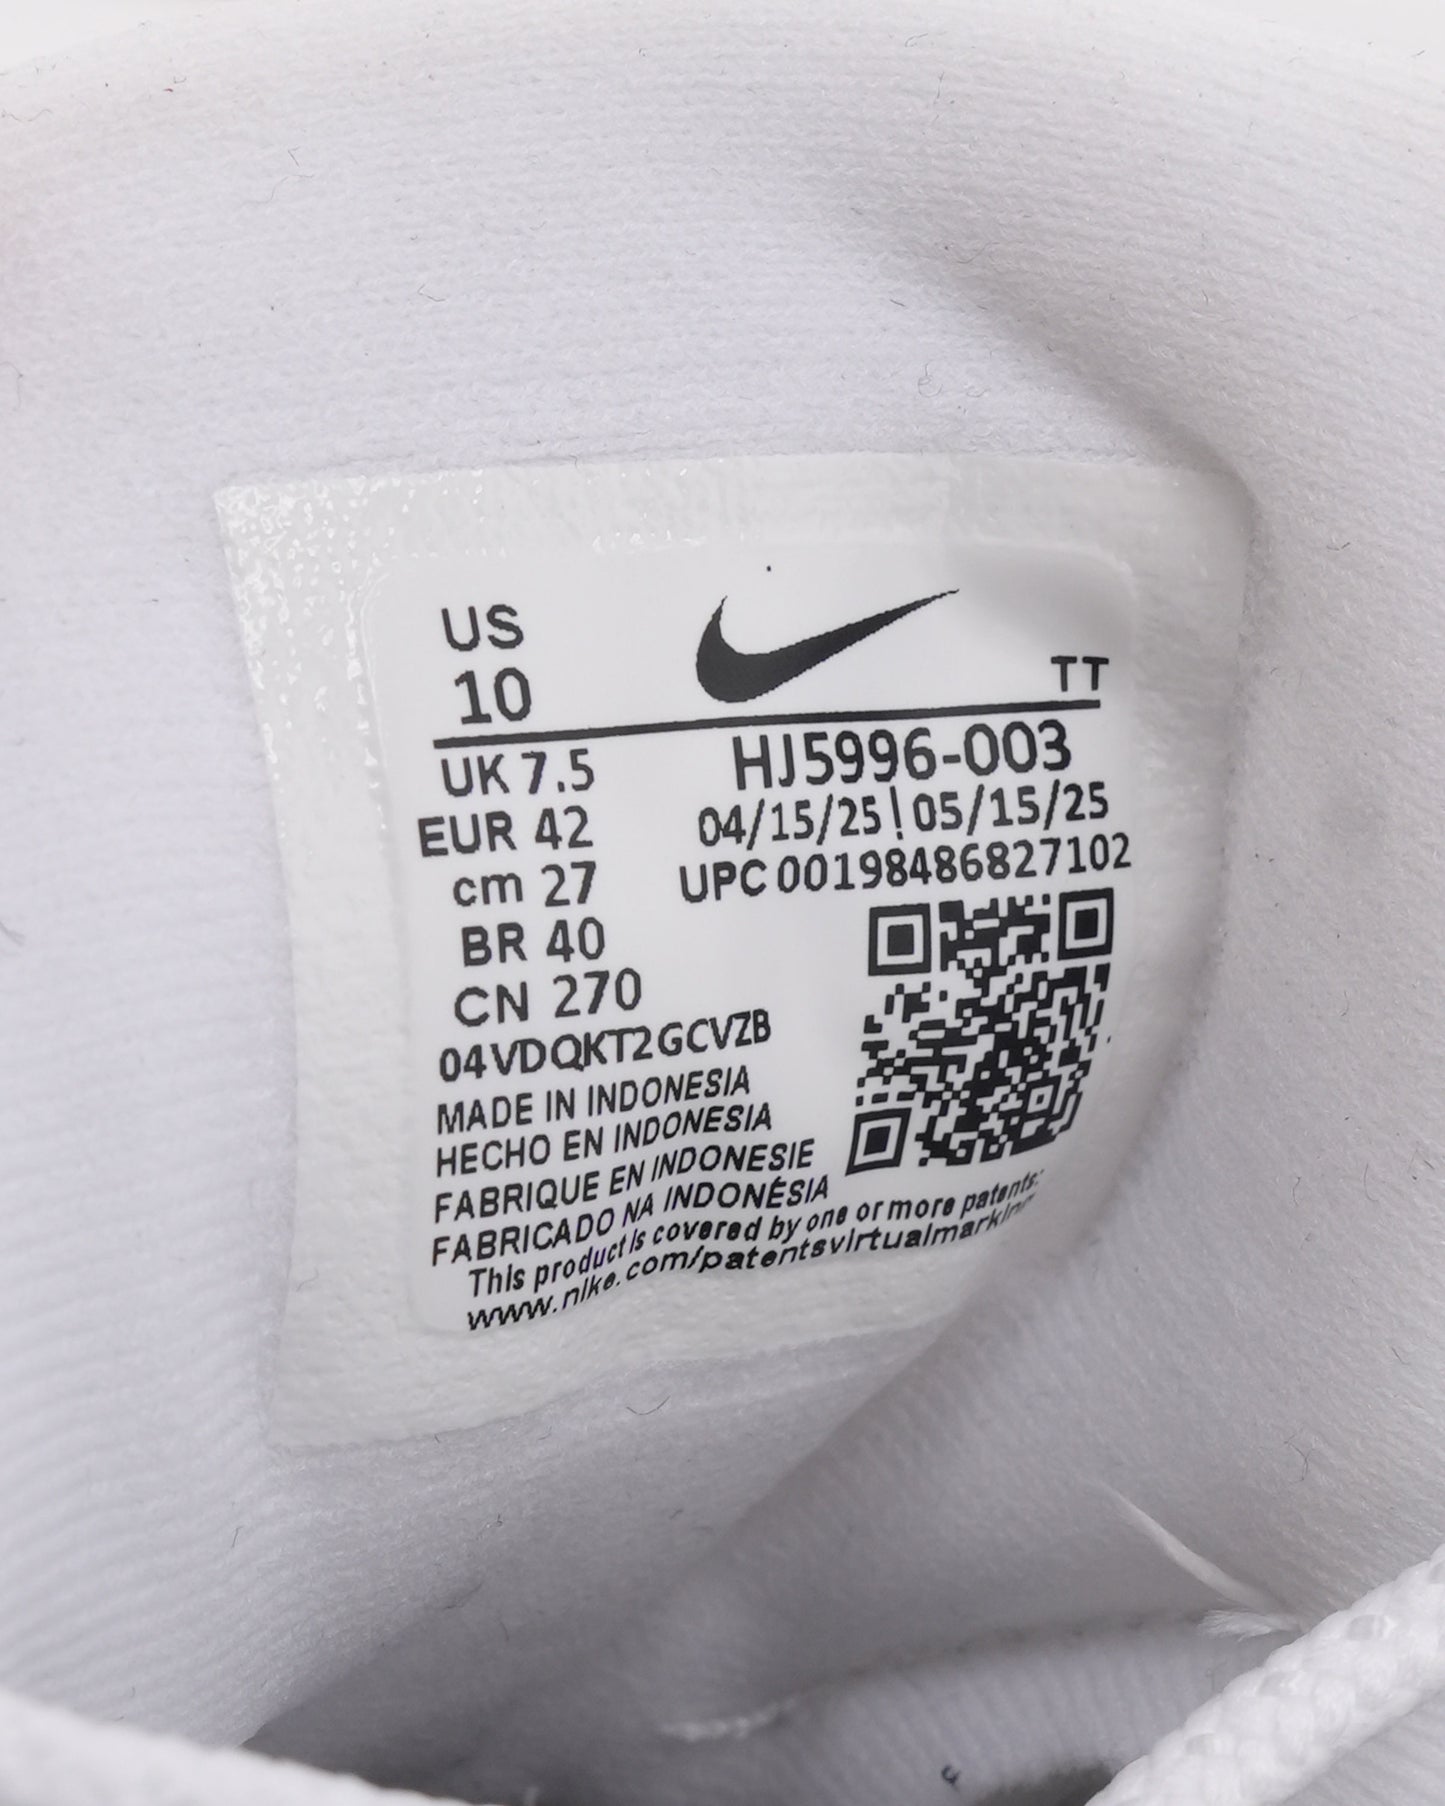 US
10
TT
UK 7.5
EUR 42
cm 27
BR 40
CN 270
HJ5996-003
04/15/25 | 05/15/25
UPC 00198486827102
04VDQKT2GCVZB
MADE IN INDONESIA
HECHO EN INDONESIA
FABRIQUE EN INDONESIE
FABRICADO NA INDONÉSIA
This product is covered by one or more patents:
www.nike.com/patentsvirtualmarkin